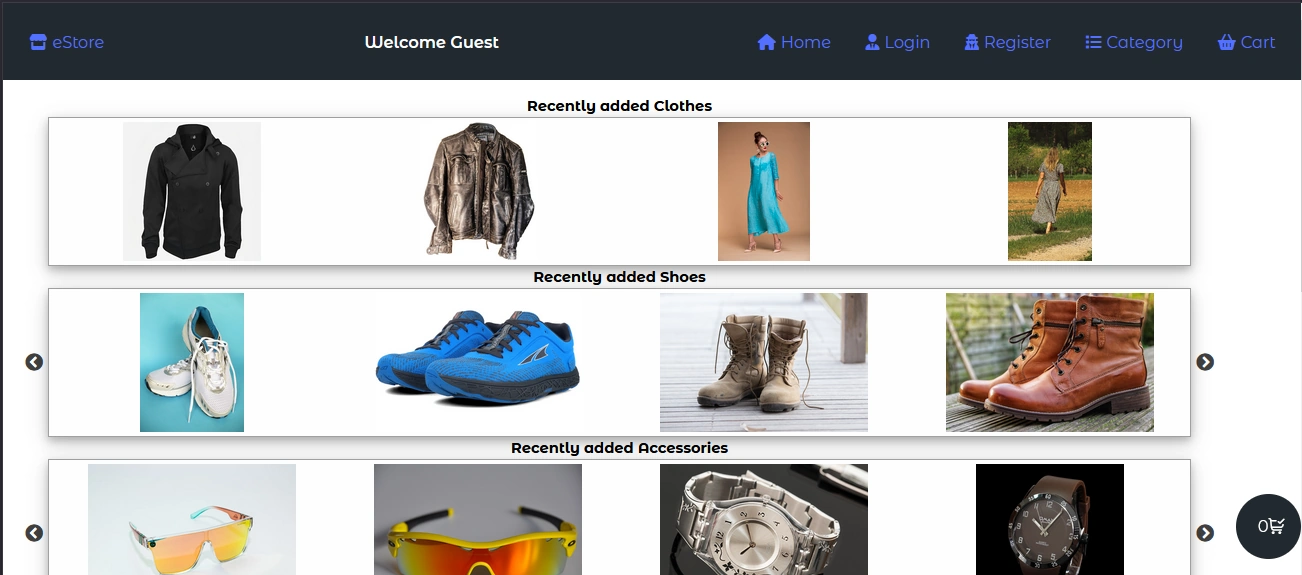 eStore
Welcome Guest
Home
Login
Register
Category
Cart
Recently added Clothes
Recently added Shoes
Recently added Accessories
0